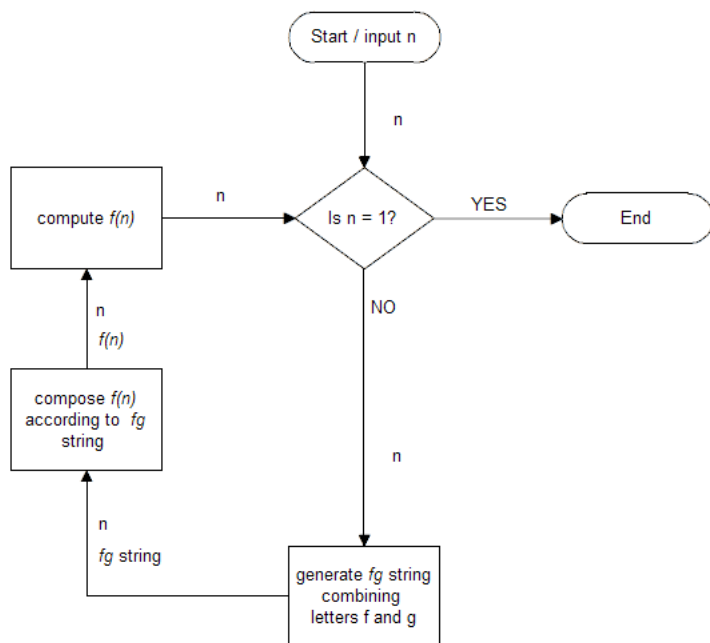 Start / input n
n
compute f(n)
n
Is n = 1?
YES
End
NO
n
generate fg string
combining
letters f and g
n
fg string
compose f(n)
according to fg
string
n
f(n)